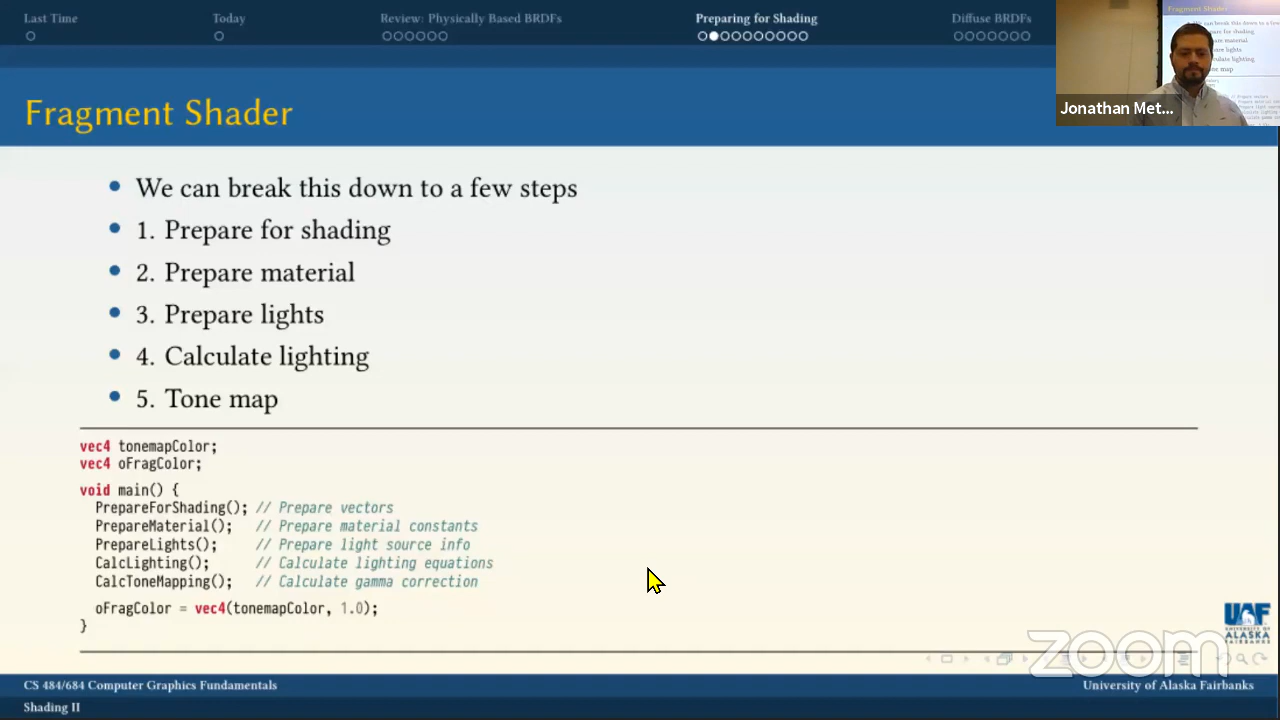 Last Time
Today
Review: Physically Based BRDFs
Preparing for Shading
Diffuse BRDFs
Fragment Shader
Jonathan Met...
• We can break this down to a few steps
• 1. Prepare for shading
• 2. Prepare material
• 3. Prepare lights
• 4. Calculate lighting
• 5. Tone map
vec4 tonemapColor;
vec4 oFragColor;
void main() {
PrepareForShading(); // Prepare vectors
PrepareMaterial(); // Prepare material constants
PrepareLights(); // Prepare light source info
CalcLighting(); // Calculate lighting equations
CalcToneMapping(); // Calculate gamma correction
oFragColor = vec4(tonemapColor, 1.0);
}
UAF
UNIVERSITY OF
ALASKA
FAIRBANKS
zoom
CS 484/684 Computer Graphics Fundamentals
University of Alaska Fairbanks
Shading II